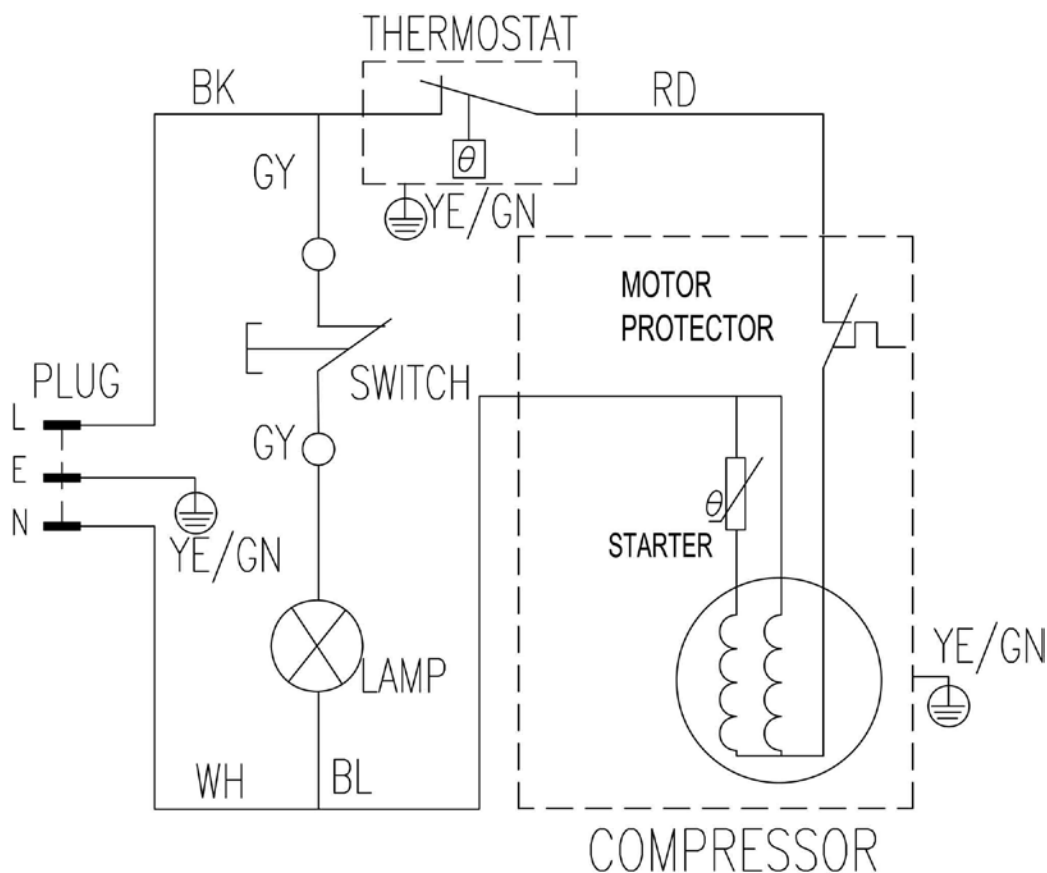 THERMOSTAT
BK
RD
GY
θ
YE/GN
MOTOR
PROTECTOR
PLUG
SWITCH
L
GY
E
θ
N
STARTER
YE/GN
YE/GN
LAMP
WH
BL
COMPRESSOR